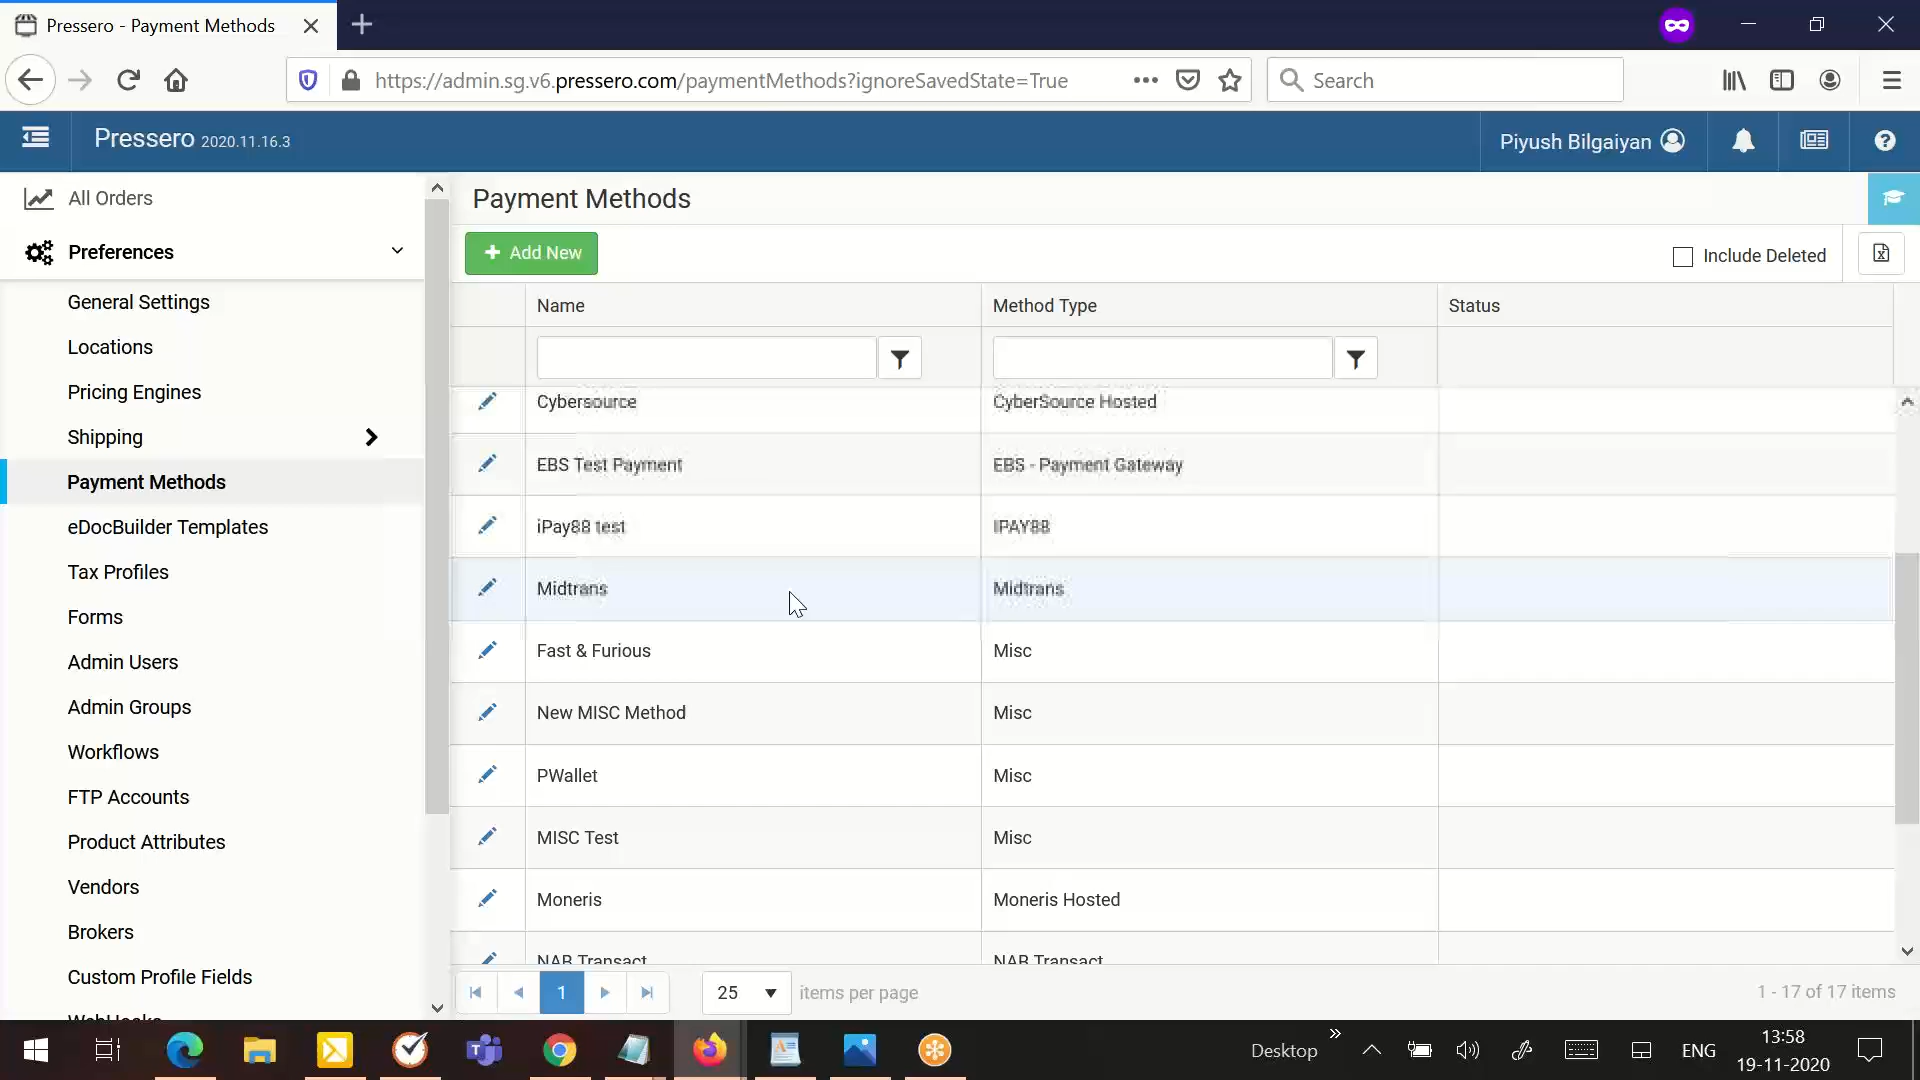 Pressero - Payment Methods
https://admin.sg.v6.pressero.com/paymentMethods?ignoreSavedState=True
Search
Pressero 2020.11.16.3
Piyush Bilgaiyan
All Orders
Preferences
General Settings
Locations
Pricing Engines
Shipping
Payment Methods
eDocBuilder Templates
Tax Profiles
Forms
Admin Users
Admin Groups
Workflows
FTP Accounts
Product Attributes
Vendors
Brokers
Custom Profile Fields
WebHooks
Payment Methods
Add New
Include Deleted
Name Method Type Status
Cybersource CyberSource Hosted
EBS Test Payment EBS - Payment Gateway
iPay88 test IPAY88
Midtrans Midtrans
Fast & Furious Misc
New MISC Method Misc
PWallet Misc
MISC Test Misc
Moneris Moneris Hosted
NAB Transact NAB Transact
1 25 items per page 1 - 17 of 17 items
Desktop
ENG
13:58
19-11-2020